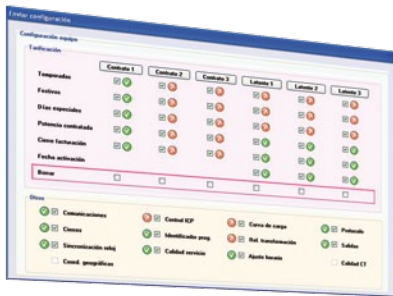 Enviar configuración
Configuración equipo
Tarificación
Contrato 1 Contrato 2 Contrato 3 Latente 1 Latente 2 Latente 3
Temporadas
Festivos
Días especiales
Potencia contratada
Cierre facturación
Fecha activación
Borrar
Otros
Comunicaciones Control ICP Curva de carga Protocolo
Cierres Identificador prog. Rel. transformación Salidas
Sincronización reloj Calidad servicio Ajuste horario Calidad CT
Coord. geográficas